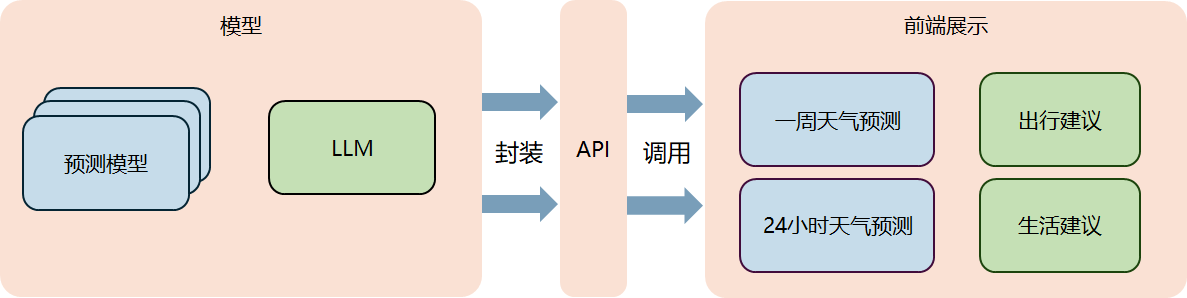 模型
预测模型
LLM
封装
API
调用
前端展示
一周天气预测
出行建议
24小时天气预测
生活建议